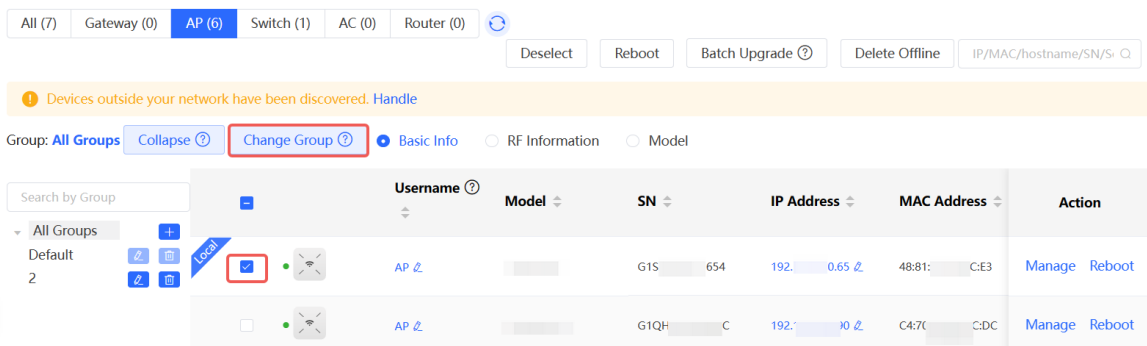 All (7) Gateway (0) AP (6) Switch (1) AC (0) Router (0)
Deselect Reboot Batch Upgrade Delete Offline IP/MAC/hostname/SN/S
Devices outside your network have been discovered. Handle
Group: All Groups Collapse Change Group Basic Info RF Information Model
Search by Group
Username Model SN IP Address MAC Address Action
All Groups
Default
2
Local
AP G1S 654 192. 0.65 48:81: C:E3 Manage Reboot
AP G1QH C 192. 90 C4:70 C:DC Manage Reboot